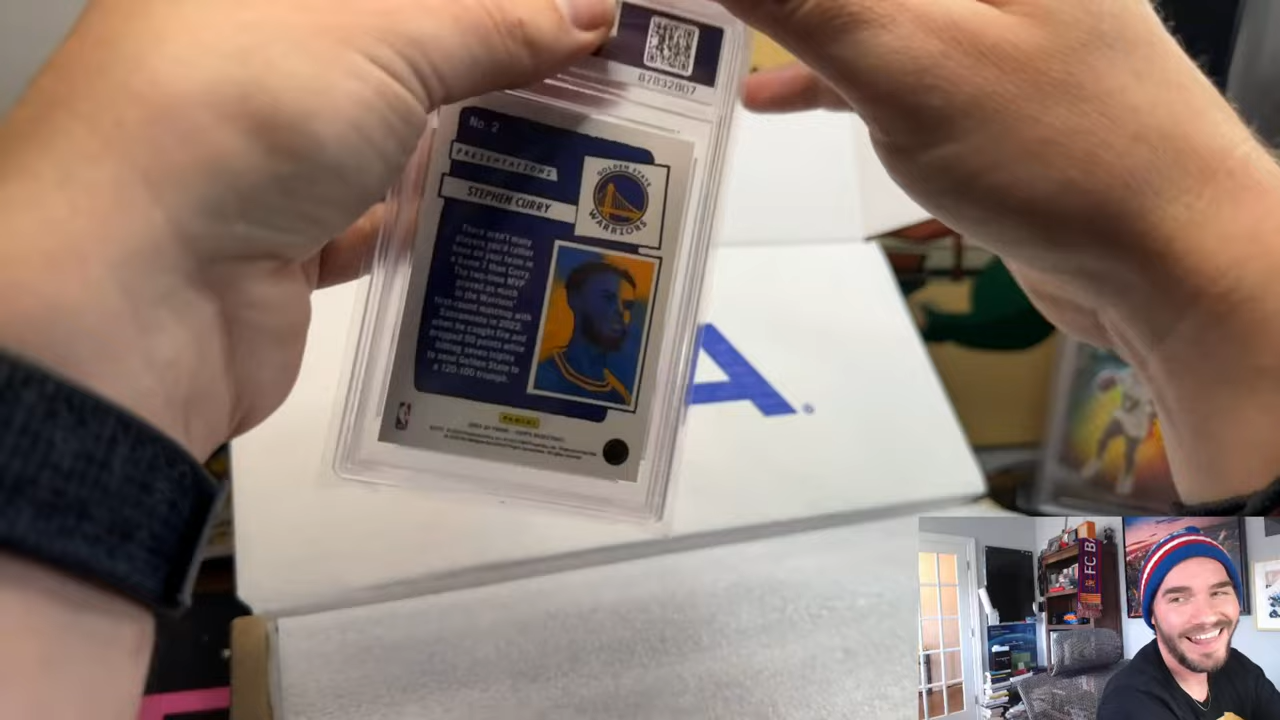 87832807
No. 2
PRESENTATIONS
STEPHEN CURRY
GOLDEN STATE
WARRIORS
There aren't many
players you'd rather
have on your team in
a Game 7 than Curry.
The two-time MVP
proved as much
in the Warriors'
first-round matchup with
Sacramento in 2023,
when he caught fire and
dropped 50 points while
hitting seven triples
to send Golden State to
a 120-100 triumph.
PANINI
A
FC B